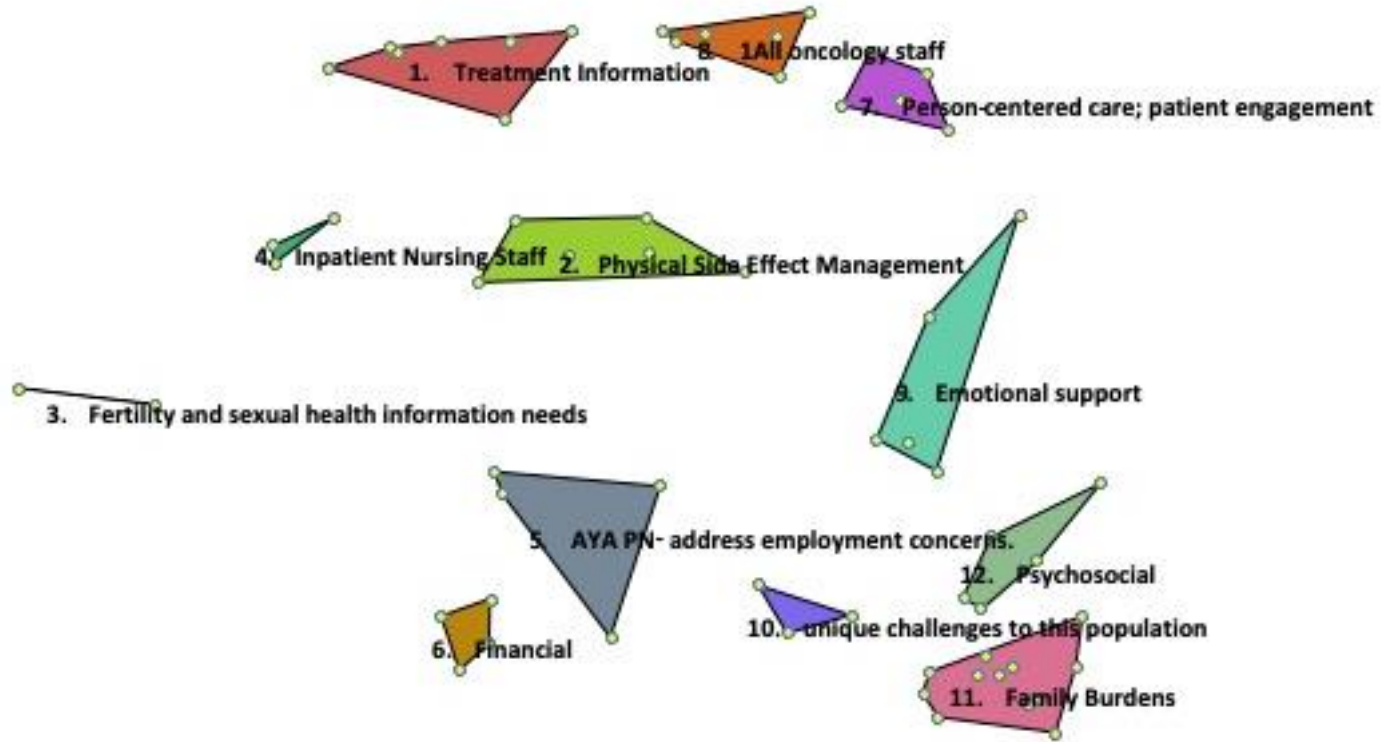 8. 1All oncology staff
1. Treatment Information
7. Person-centered care; patient engagement
4. Inpatient Nursing Staff
2. Physical Side Effect Management
9. Emotional support
3. Fertility and sexual health information needs
5. AYA PN- address employment concerns.
12. Psychosocial
10. unique challenges to this population
6. Financial
11. Family Burdens